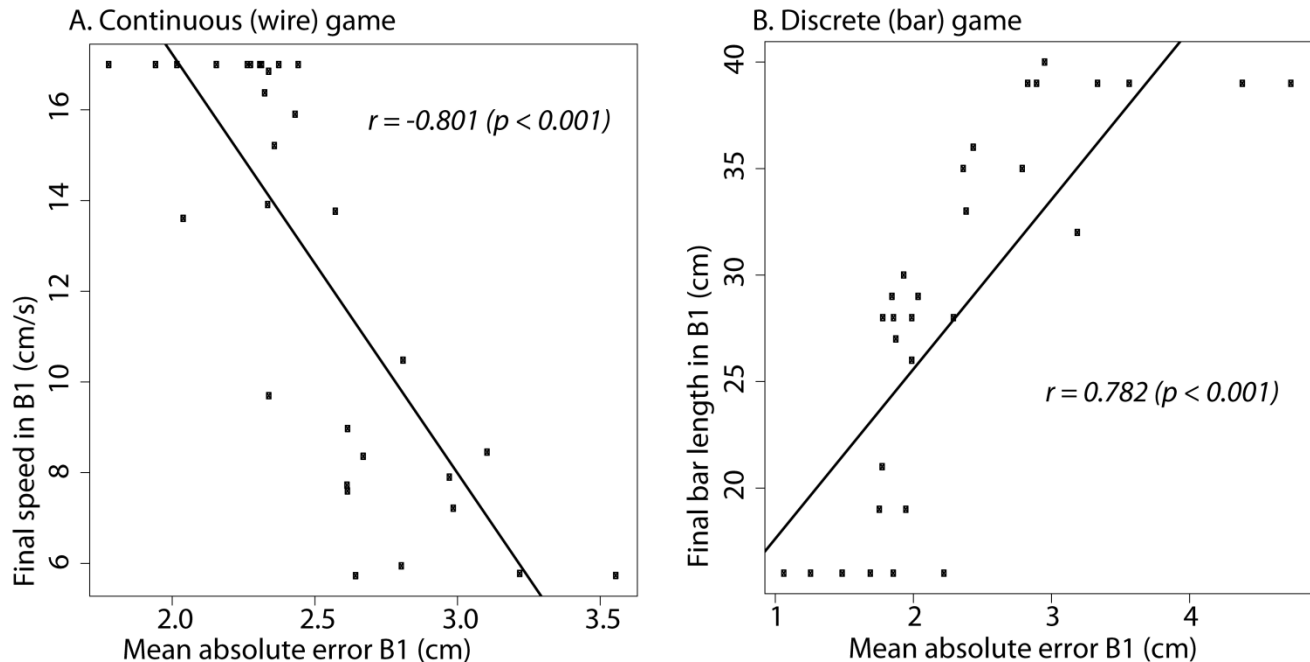 A. Continuous (wire) game
16
14
12
10
8
6
Final speed in B1 (cm/s)
r = -0.801 (p < 0.001)
2.0 2.5 3.0 3.5
Mean absolute error B1 (cm)
B. Discrete (bar) game
40
35
30
25
20
Final bar length in B1 (cm)
r = 0.782 (p < 0.001)
1 2 3 4
Mean absolute error B1 (cm)